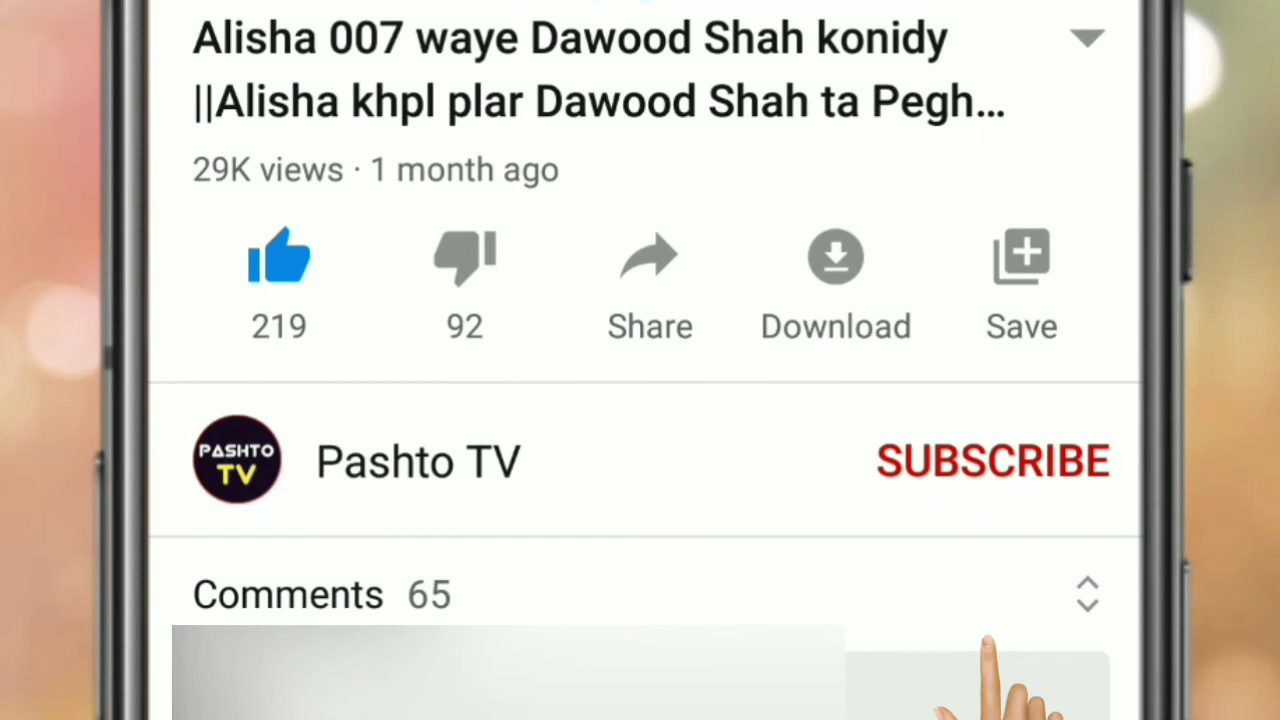 Alisha 007 waye Dawood Shah konidy
||Alisha khpl plar Dawood Shah ta Pegh...
29K views · 1 month ago
219 92 Share Download Save
PASHTO
TV
Pashto TV SUBSCRIBE
Comments 65